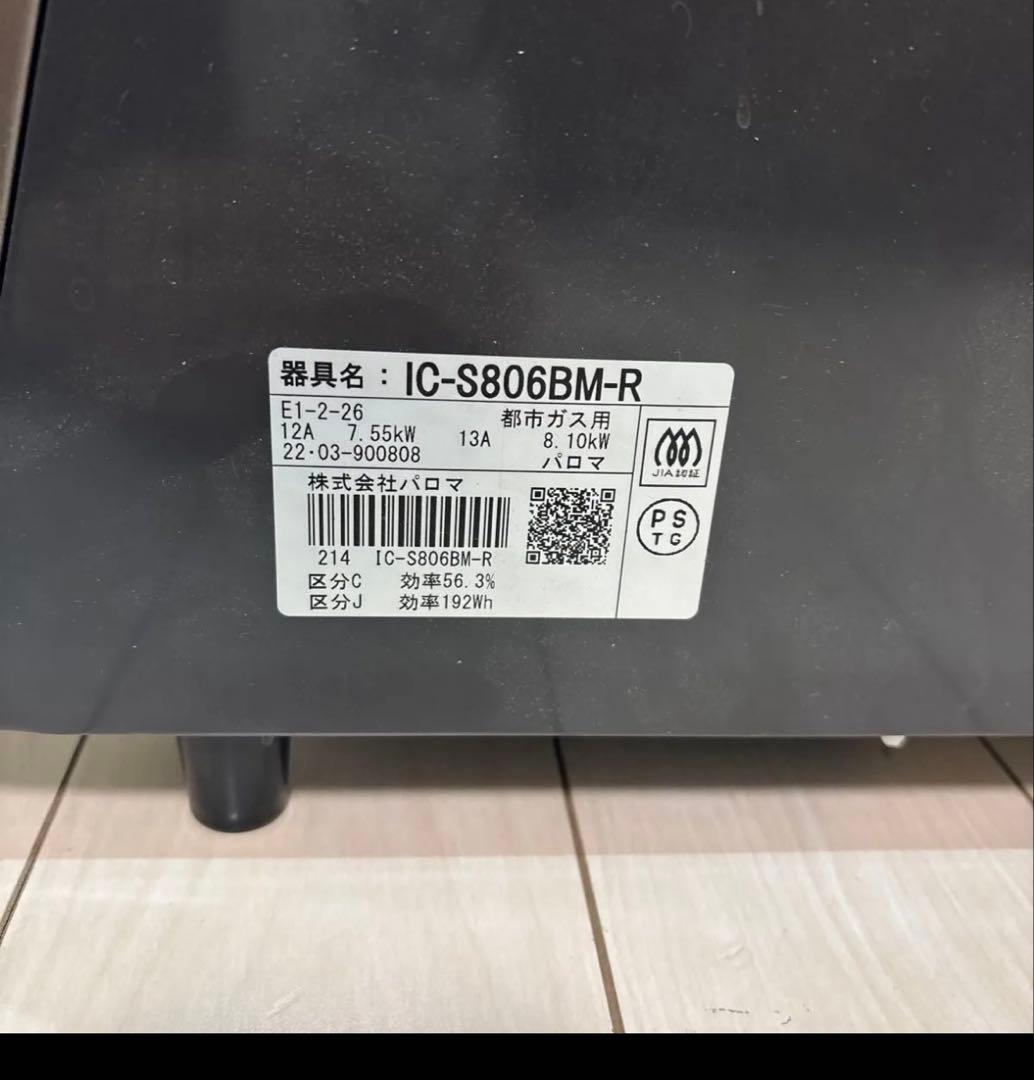 器具名：IC-S806BM-R
E1-2-26 都市ガス用
12A 7.55kW 13A 8.10kW
22・03-900808 パロマ
JIA認証
株式会社パロマ
PS
TG
214 IC-S806BM-R
区分C 効率56.3%
区分J 効率192Wh